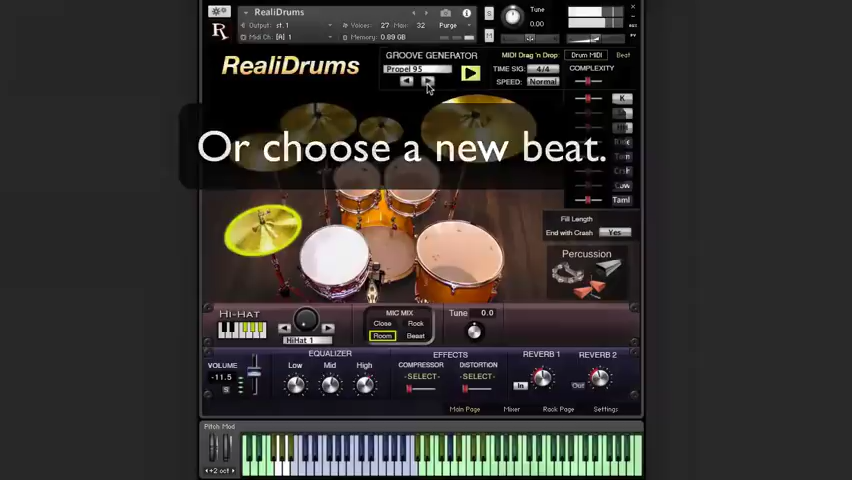 RealiDrums
Output: st. 1
Voices: 27 Max: 32 Purge
Midi Ch: [A] 1
Memory: 0.89 GB
Tune
0.00
S
M
RealiDrums
GROOVE GENERATOR
Propel 95
MIDI Drag 'n Drop
Drum MIDI
Beat
TIME SIG: 4/4
SPEED: Normal
COMPLEXITY
K
Or choose a new beat.
Cow
Taml
Fill Length
End with Crash Yes
Percussion
HI-HAT
HiHat 1
MIC MIX
Close Rock
Room Beast
Tune 0.0
VOLUME
-11.5
S
EQUALIZER
Low Mid High
EFFECTS
COMPRESSOR DISTORTION
-SELECT- -SELECT-
REVERB 1 REVERB 2
In
Out
Main Page Mixer Rook Page Settings
Pitch Mod
+2 oct